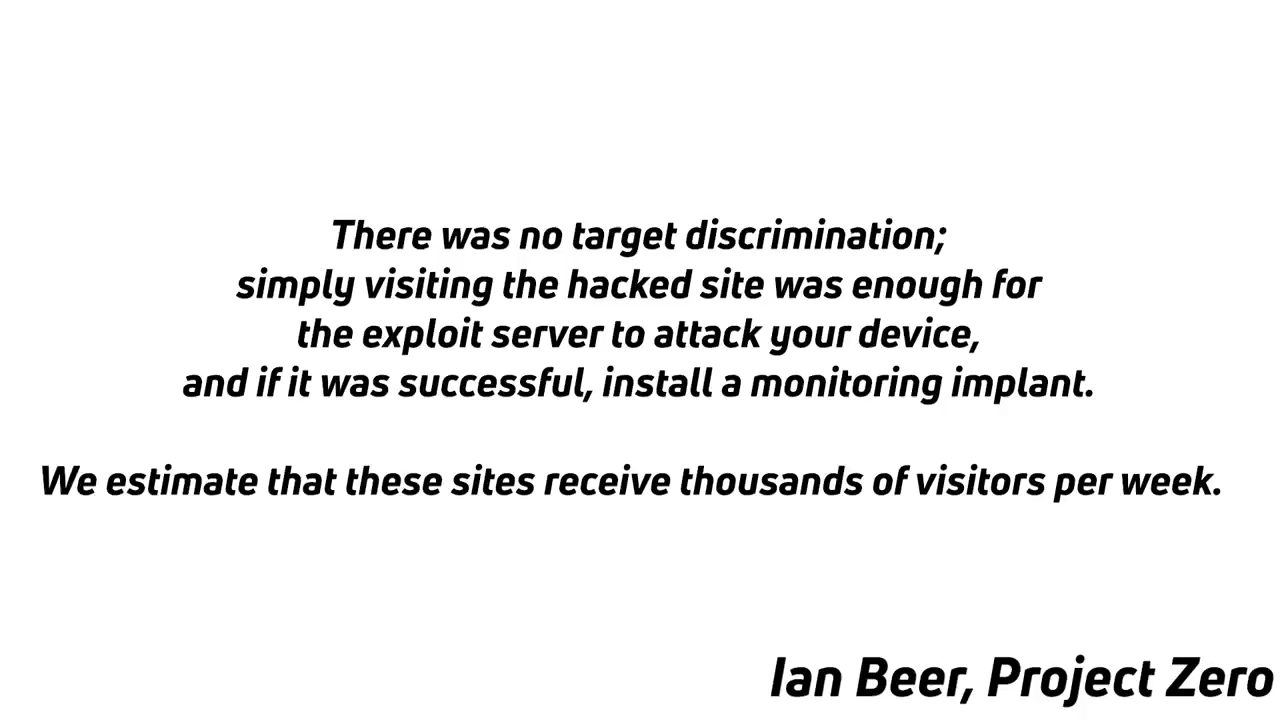 There was no target discrimination;
simply visiting the hacked site was enough for
the exploit server to attack your device,
and if it was successful, install a monitoring implant.
We estimate that these sites receive thousands of visitors per week.
Ian Beer, Project Zero